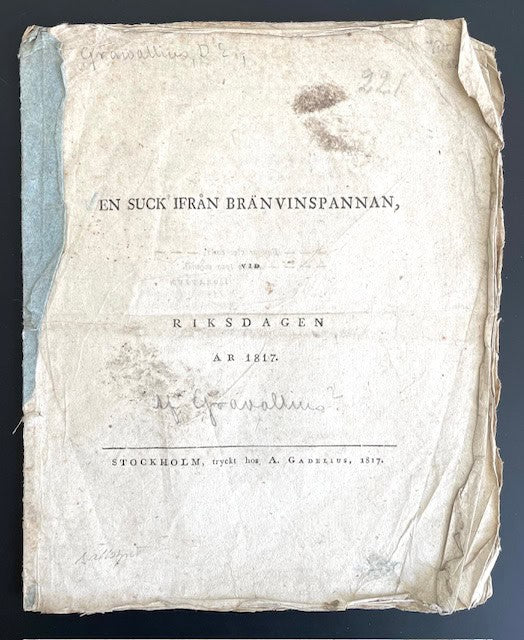 Gravallius, D E,
221
EN SUCK IFRÅN BRÄNVINSPANNAN,
VID
RIKSDAGEN
ÅR 1817.
Gravallius?
STOCKHOLM, tryckt hos A. GADELIUS, 1817.